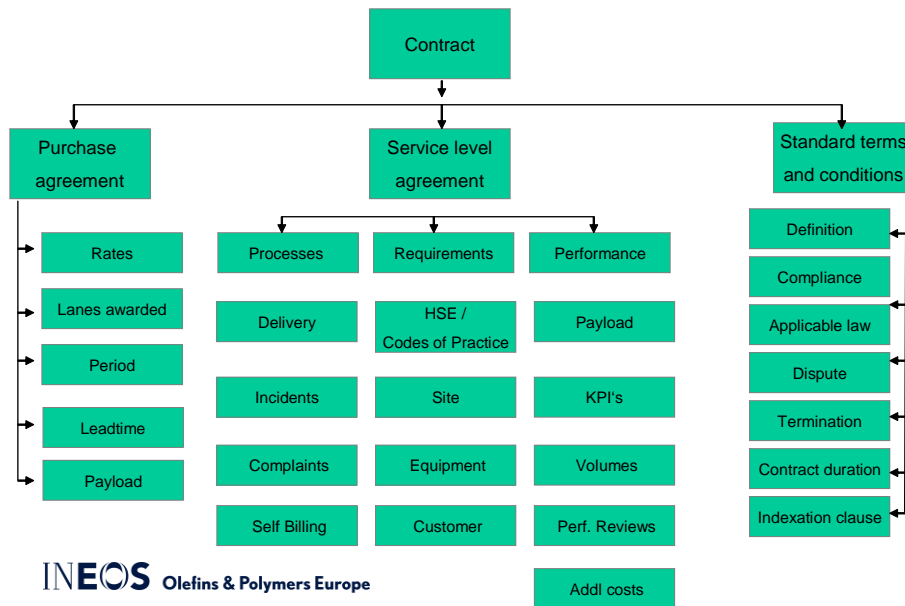 Contract
Purchase
agreement
Service level
agreement
Standard terms
and conditions
Rates
Lanes awarded
Period
Leadtime
Payload
Processes
Delivery
Incidents
Complaints
Self Billing
Requirements
HSE /
Codes of Practice
Site
Equipment
Customer
Performance
Payload
KPI's
Volumes
Perf. Reviews
Addl costs
Definition
Compliance
Applicable law
Dispute
Termination
Contract duration
Indexation clause
INEOS Olefins & Polymers Europe